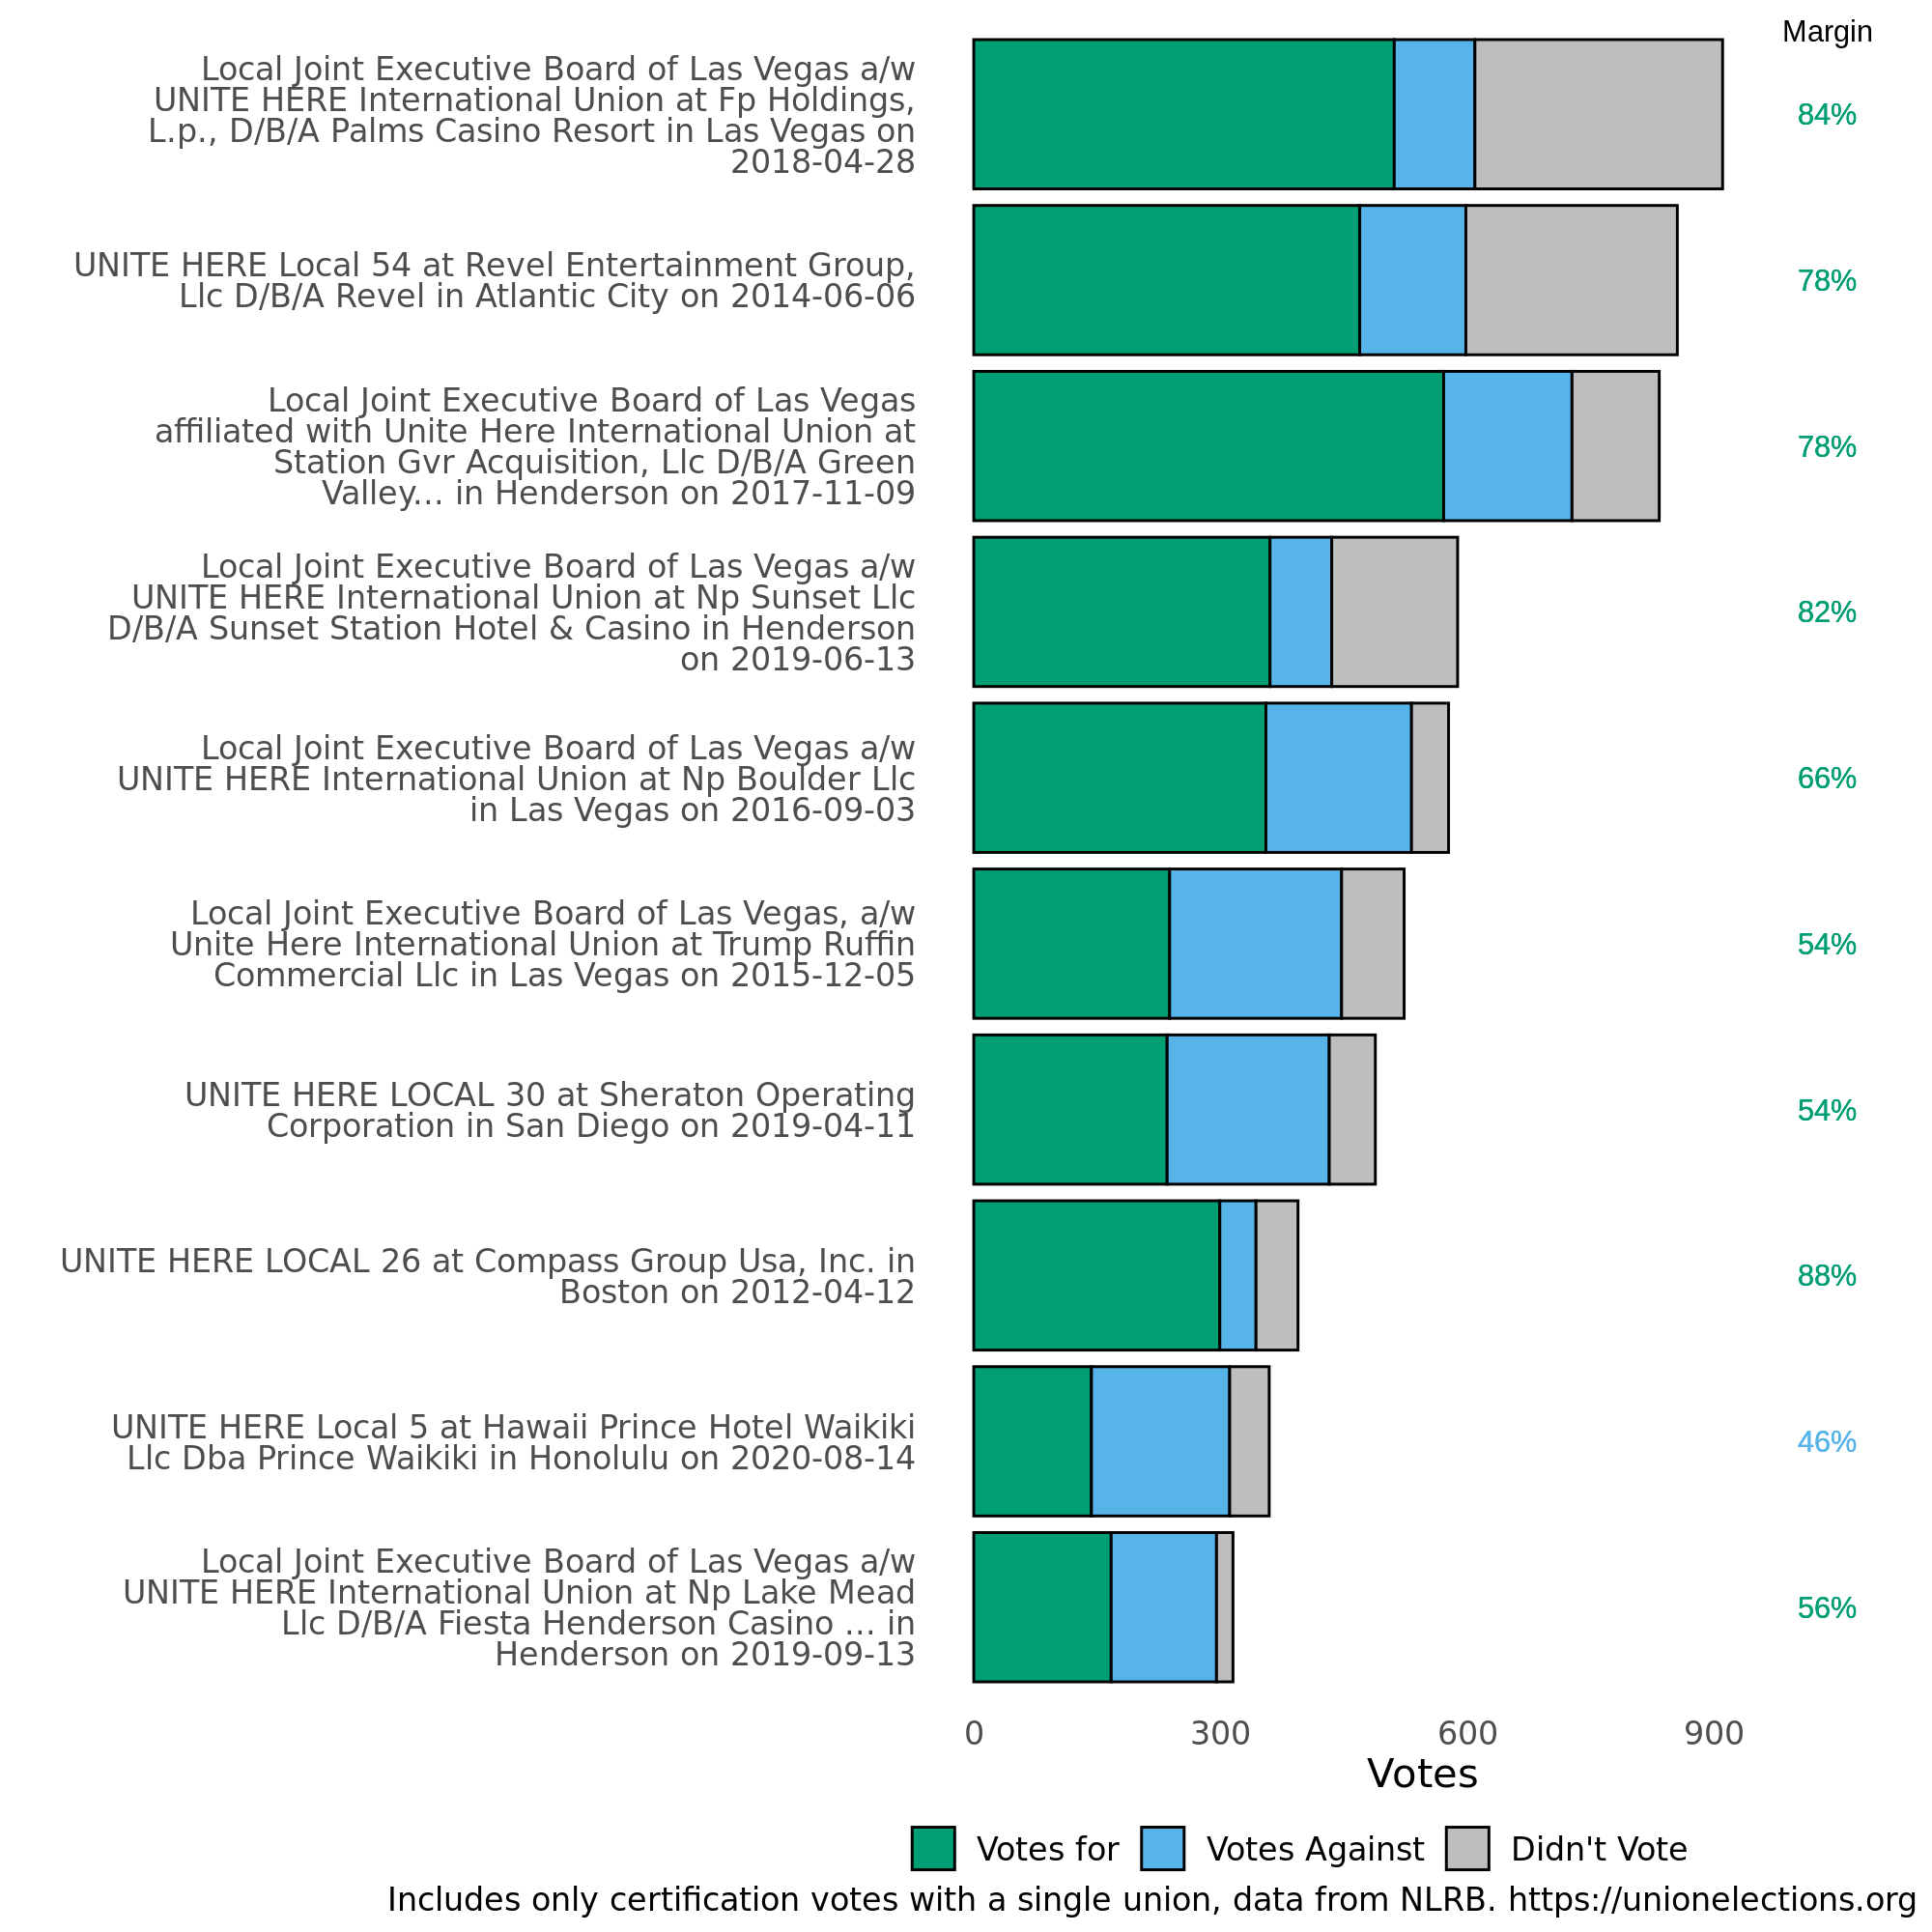 Margin
Local Joint Executive Board of Las Vegas a/w
UNITE HERE International Union at Fp Holdings,
L.p., D/B/A Palms Casino Resort in Las Vegas on
2018-04-28
84%
UNITE HERE Local 54 at Revel Entertainment Group,
Llc D/B/A Revel in Atlantic City on 2014-06-06
78%
Local Joint Executive Board of Las Vegas
affiliated with Unite Here International Union at
Station Gvr Acquisition, Llc D/B/A Green
Valley... in Henderson on 2017-11-09
78%
Local Joint Executive Board of Las Vegas a/w
UNITE HERE International Union at Np Sunset Llc
D/B/A Sunset Station Hotel & Casino in Henderson
on 2019-06-13
82%
Local Joint Executive Board of Las Vegas a/w
UNITE HERE International Union at Np Boulder Llc
in Las Vegas on 2016-09-03
66%
Local Joint Executive Board of Las Vegas, a/w
Unite Here International Union at Trump Ruffin
Commercial Llc in Las Vegas on 2015-12-05
54%
UNITE HERE LOCAL 30 at Sheraton Operating
Corporation in San Diego on 2019-04-11
54%
UNITE HERE LOCAL 26 at Compass Group Usa, Inc. in
Boston on 2012-04-12
88%
UNITE HERE Local 5 at Hawaii Prince Hotel Waikiki
Llc Dba Prince Waikiki in Honolulu on 2020-08-14
46%
Local Joint Executive Board of Las Vegas a/w
UNITE HERE International Union at Np Lake Mead
Llc D/B/A Fiesta Henderson Casino ... in
Henderson on 2019-09-13
56%
0 300 600 900
Votes
Votes for Votes Against Didn't Vote
Includes only certification votes with a single union, data from NLRB. https://unionelections.org